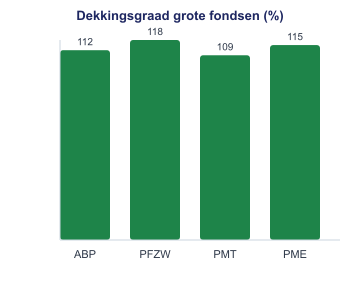 Dekkingsgraad grote fondsen (%)
112 118 109 115
ABP PFZW PMT PME